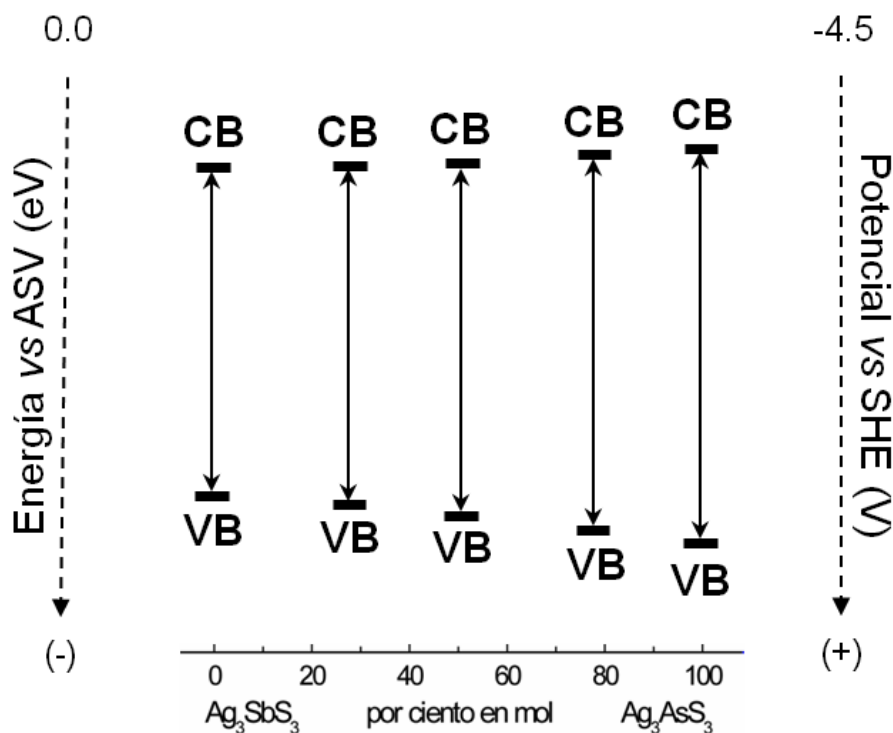 0.0
-4.5
CB CB CB CB CB
Energía vs ASV (eV)
Potencial vs SHE (V)
VB VB VB VB VB
(-)
(+)
0 20 40 60 80 100
Ag₃SbS₃ por ciento en mol Ag₃AsS₃